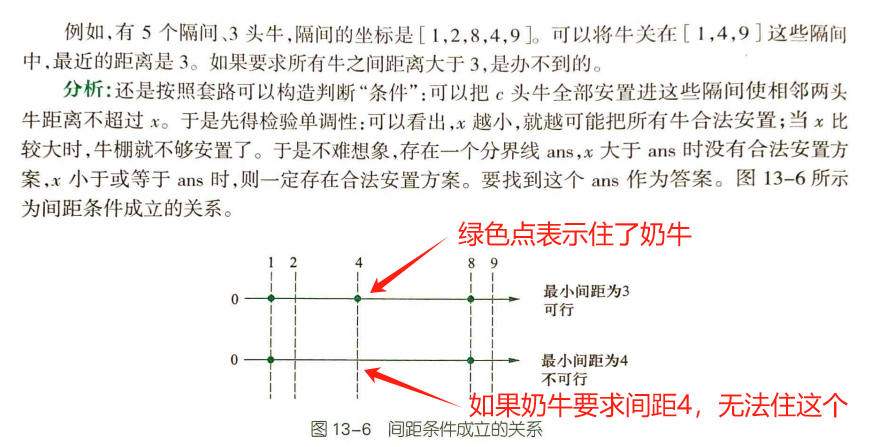 例如,有 5 个隔间、3 头牛,隔间的坐标是[1,2,8,4,9]。可以将牛关在[1,4,9]这些隔间
中,最近的距离是 3。如果要求所有牛之间距离大于 3,是办不到的。
分析:还是按照套路可以构造判断“条件”:可以把 c 头牛全部安置进这些隔间使相邻两头
牛距离不超过 x。于是先得检验单调性:可以看出,x 越小,就越可能把所有牛合法安置;当 x 比
较大时,牛棚就不够安置了。于是不难想象,存在一个分界线 ans,x 大于 ans 时没有合法安置方
案,x 小于或等于 ans 时,则一定存在合法安置方案。要找到这个 ans 作为答案。图 13-6 所示
为间距条件成立的关系。
绿色点表示住了奶牛
1 2 4 8 9
0
最小间距为3
可行
0
最小间距为4
不可行
如果奶牛要求间距4，无法住这个
图 13-6 间距条件成立的关系